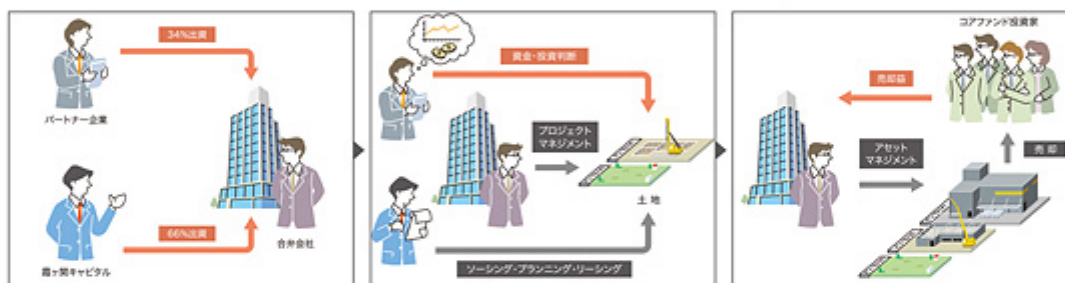 34%出資
パートナー企業
66%出資
霞ヶ関キャピタル
合弁会社
資金・投資判断
プロジェクト
マネジメント
土地
ソーシング・プランニング・リーシング
コアファンド投資家
売却益
アセット
マネジメント
売却